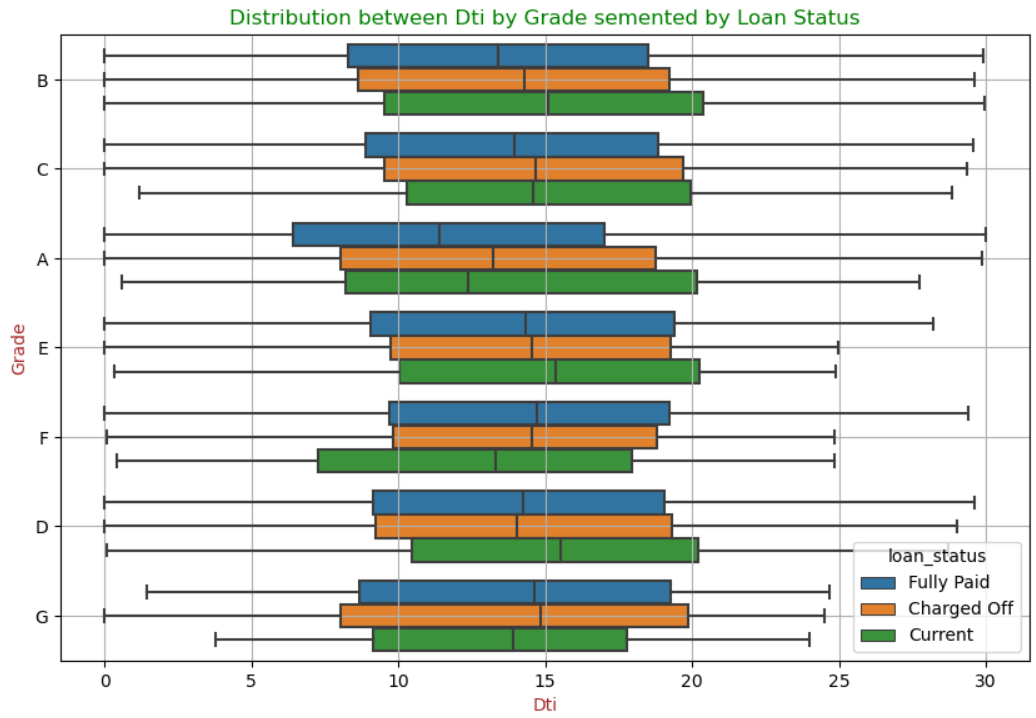 Distribution between Dti by Grade semented by Loan Status
Grade
B
C
A
E
F
D
G
loan_status
Fully Paid
Charged Off
Current
0 5 10 15 20 25 30
Dti